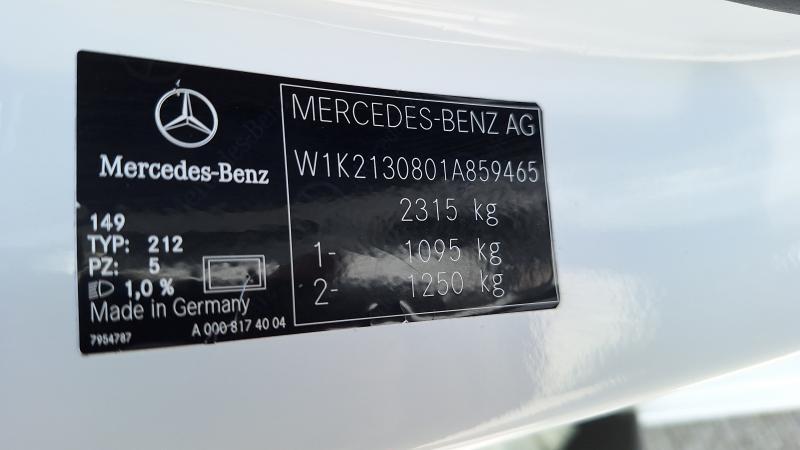 Mercedes-Benz
149
TYP: 212
PZ: 5
1,0 %
Made in Germany
7954787
A 000 817 40 04
MERCEDES-BENZ AG
W1K2130801A859465
2315 kg
1- 1095 kg
2- 1250 kg